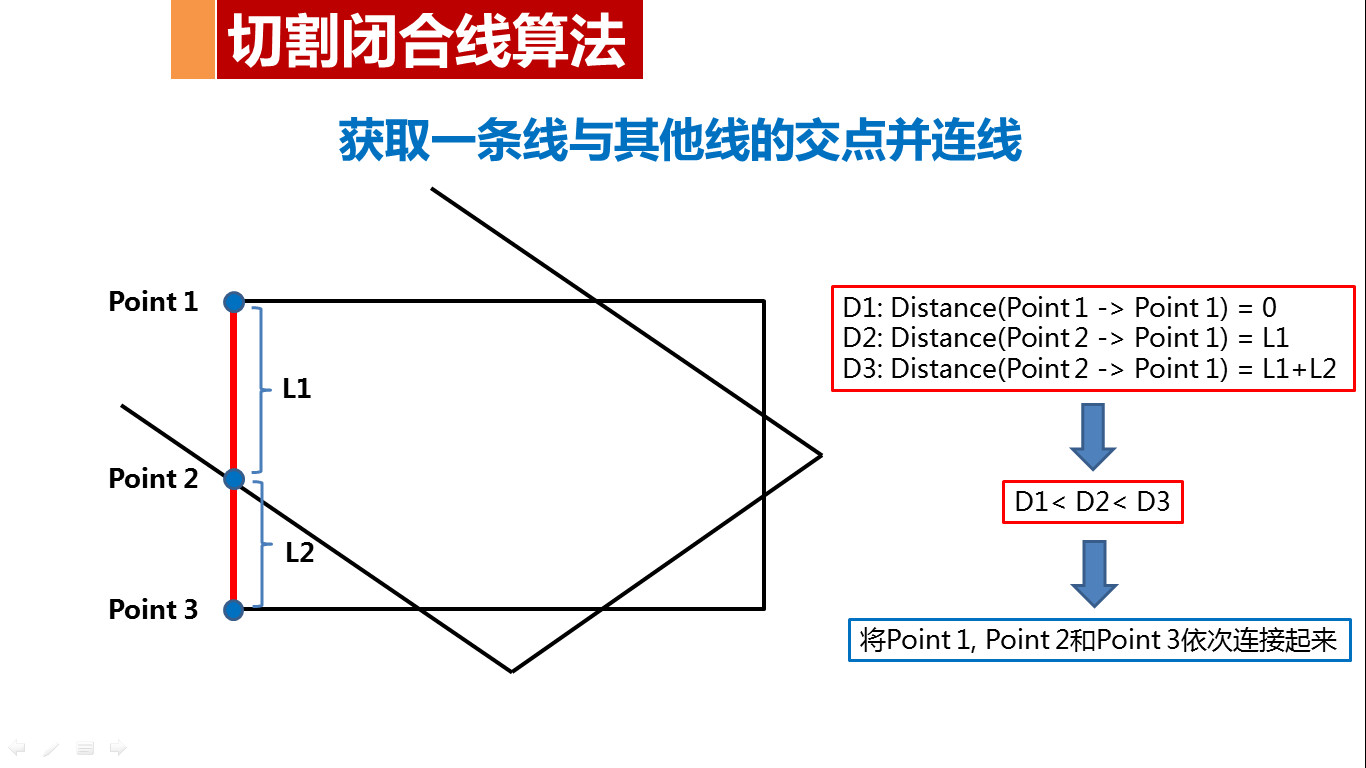 切割闭合线算法
获取一条线与其他线的交点并连线
Point 1
L1
Point 2
L2
Point 3
D1: Distance(Point 1 -> Point 1) = 0
D2: Distance(Point 2 -> Point 1) = L1
D3: Distance(Point 2 -> Point 1) = L1+L2
D1< D2< D3
将Point 1, Point 2和Point 3依次连接起来